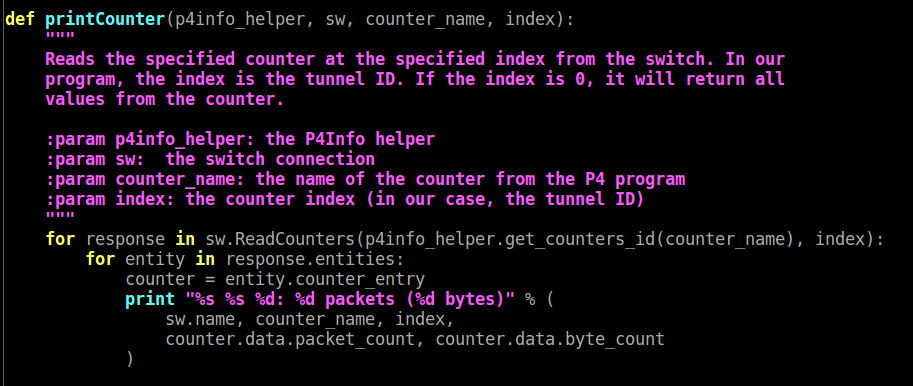 def printCounter(p4info_helper, sw, counter_name, index):
    """
    Reads the specified counter at the specified index from the switch. In our
    program, the index is the tunnel ID. If the index is 0, it will return all
    values from the counter.

    :param p4info_helper: the P4Info helper
    :param sw:  the switch connection
    :param counter_name: the name of the counter from the P4 program
    :param index: the counter index (in our case, the tunnel ID)
    """
    for response in sw.ReadCounters(p4info_helper.get_counters_id(counter_name), index):
        for entity in response.entities:
            counter = entity.counter_entry
            print "%s %s %d: %d packets (%d bytes)" % (
                sw.name, counter_name, index,
                counter.data.packet_count, counter.data.byte_count
            )